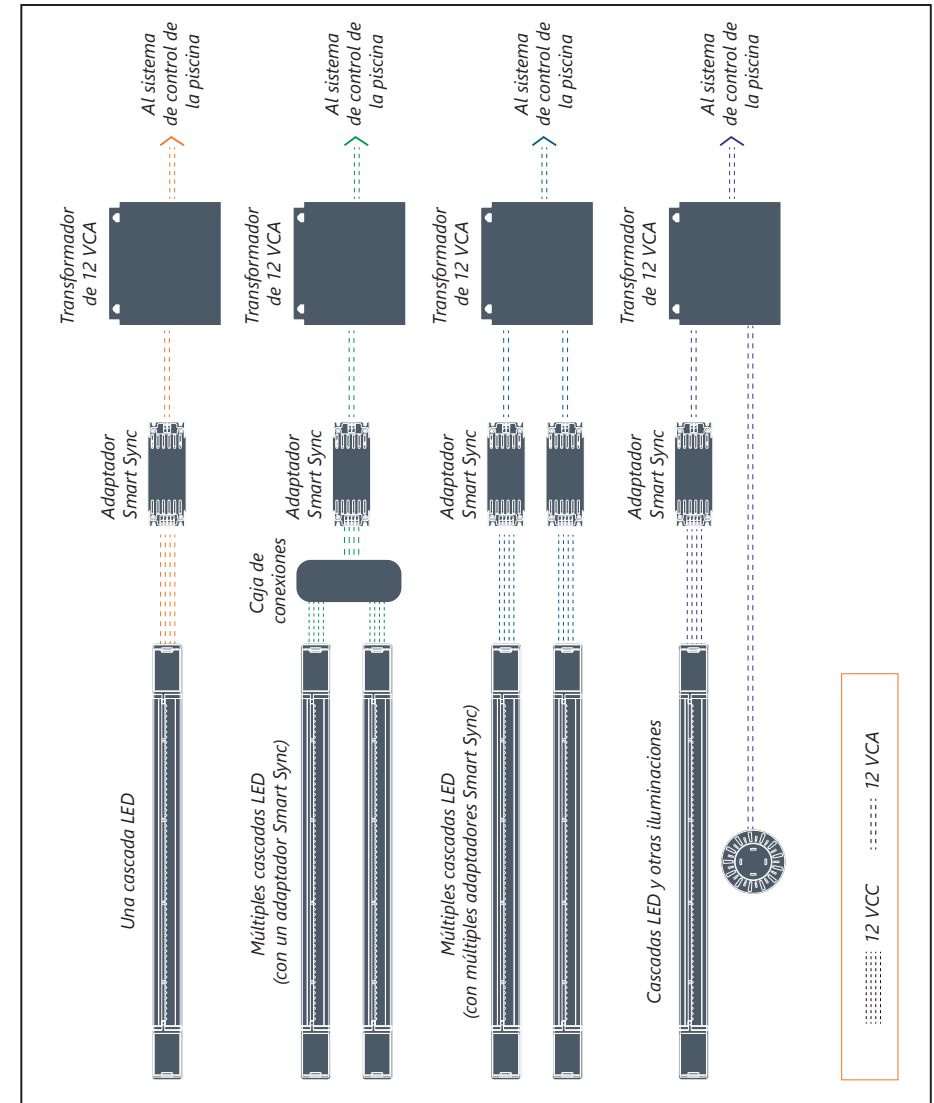 Una cascada LED
Adaptador
Smart Sync
Transformador
de 12 VCA
Al sistema
de control de
la piscina
Múltiples cascadas LED
(con un adaptador Smart Sync)
Caja de
conexiones
Adaptador
Smart Sync
Transformador
de 12 VCA
Al sistema
de control de
la piscina
Múltiples cascadas LED
(con múltiples adaptadores Smart Sync)
Adaptador
Smart Sync
Transformador
de 12 VCA
Al sistema
de control de
la piscina
Cascadas LED y otras iluminaciones
Adaptador
Smart Sync
Transformador
de 12 VCA
Al sistema
de control de
la piscina
12 VCC
12 VCA